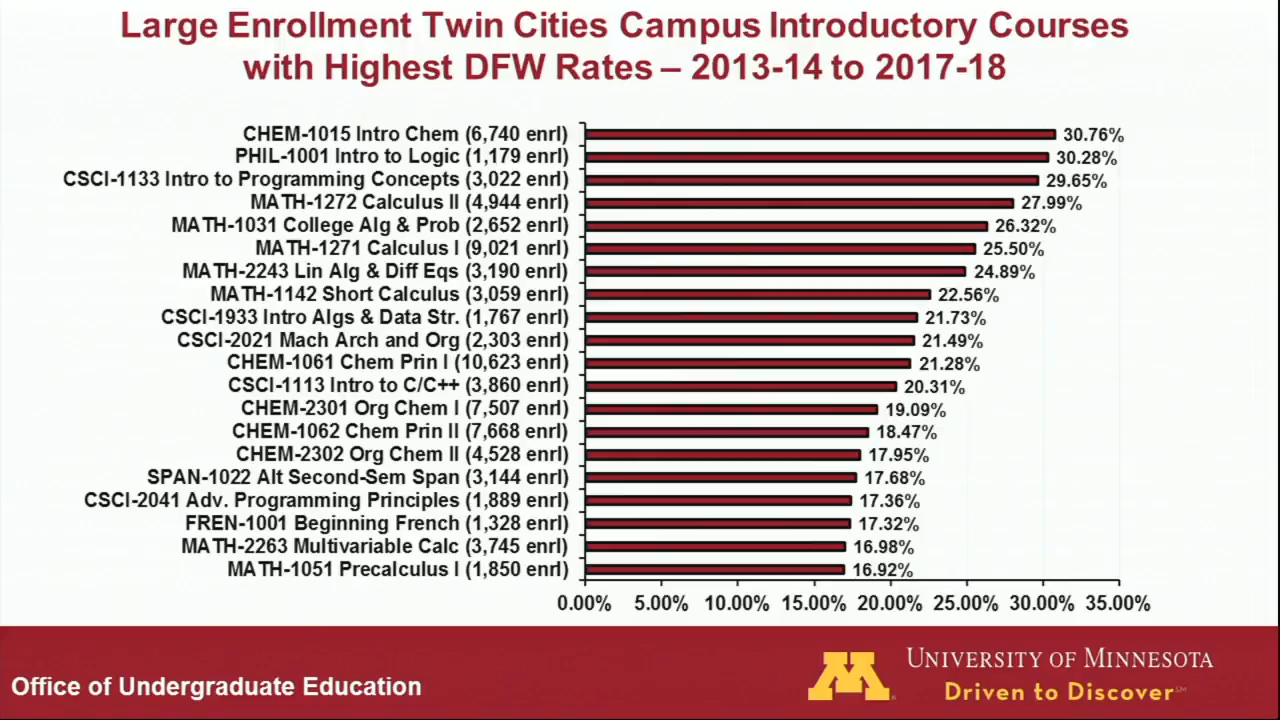 Large Enrollment Twin Cities Campus Introductory Courses
with Highest DFW Rates – 2013-14 to 2017-18
CHEM-1015 Intro Chem (6,740 enrl) 30.76%
PHIL-1001 Intro to Logic (1,179 enrl) 30.28%
CSCI-1133 Intro to Programming Concepts (3,022 enrl) 29.65%
MATH-1272 Calculus II (4,944 enrl) 27.99%
MATH-1031 College Alg & Prob (2,652 enrl) 26.32%
MATH-1271 Calculus I (9,021 enrl) 25.50%
MATH-2243 Lin Alg & Diff Eqs (3,190 enrl) 24.89%
MATH-1142 Short Calculus (3,059 enrl) 22.56%
CSCI-1933 Intro Algs & Data Str. (1,767 enrl) 21.73%
CSCI-2021 Mach Arch and Org (2,303 enrl) 21.49%
CHEM-1061 Chem Prin I (10,623 enrl) 21.28%
CSCI-1113 Intro to C/C++ (3,860 enrl) 20.31%
CHEM-2301 Org Chem I (7,507 enrl) 19.09%
CHEM-1062 Chem Prin II (7,668 enrl) 18.47%
CHEM-2302 Org Chem II (4,528 enrl) 17.95%
SPAN-1022 Alt Second-Sem Span (3,144 enrl) 17.68%
CSCI-2041 Adv. Programming Principles (1,889 enrl) 17.36%
FREN-1001 Beginning French (1,328 enrl) 17.32%
MATH-2263 Multivariable Calc (3,745 enrl) 16.98%
MATH-1051 Precalculus I (1,850 enrl) 16.92%
0.00% 5.00% 10.00% 15.00% 20.00% 25.00% 30.00% 35.00%
Office of Undergraduate Education
M
UNIVERSITY OF MINNESOTA
Driven to Discover℠